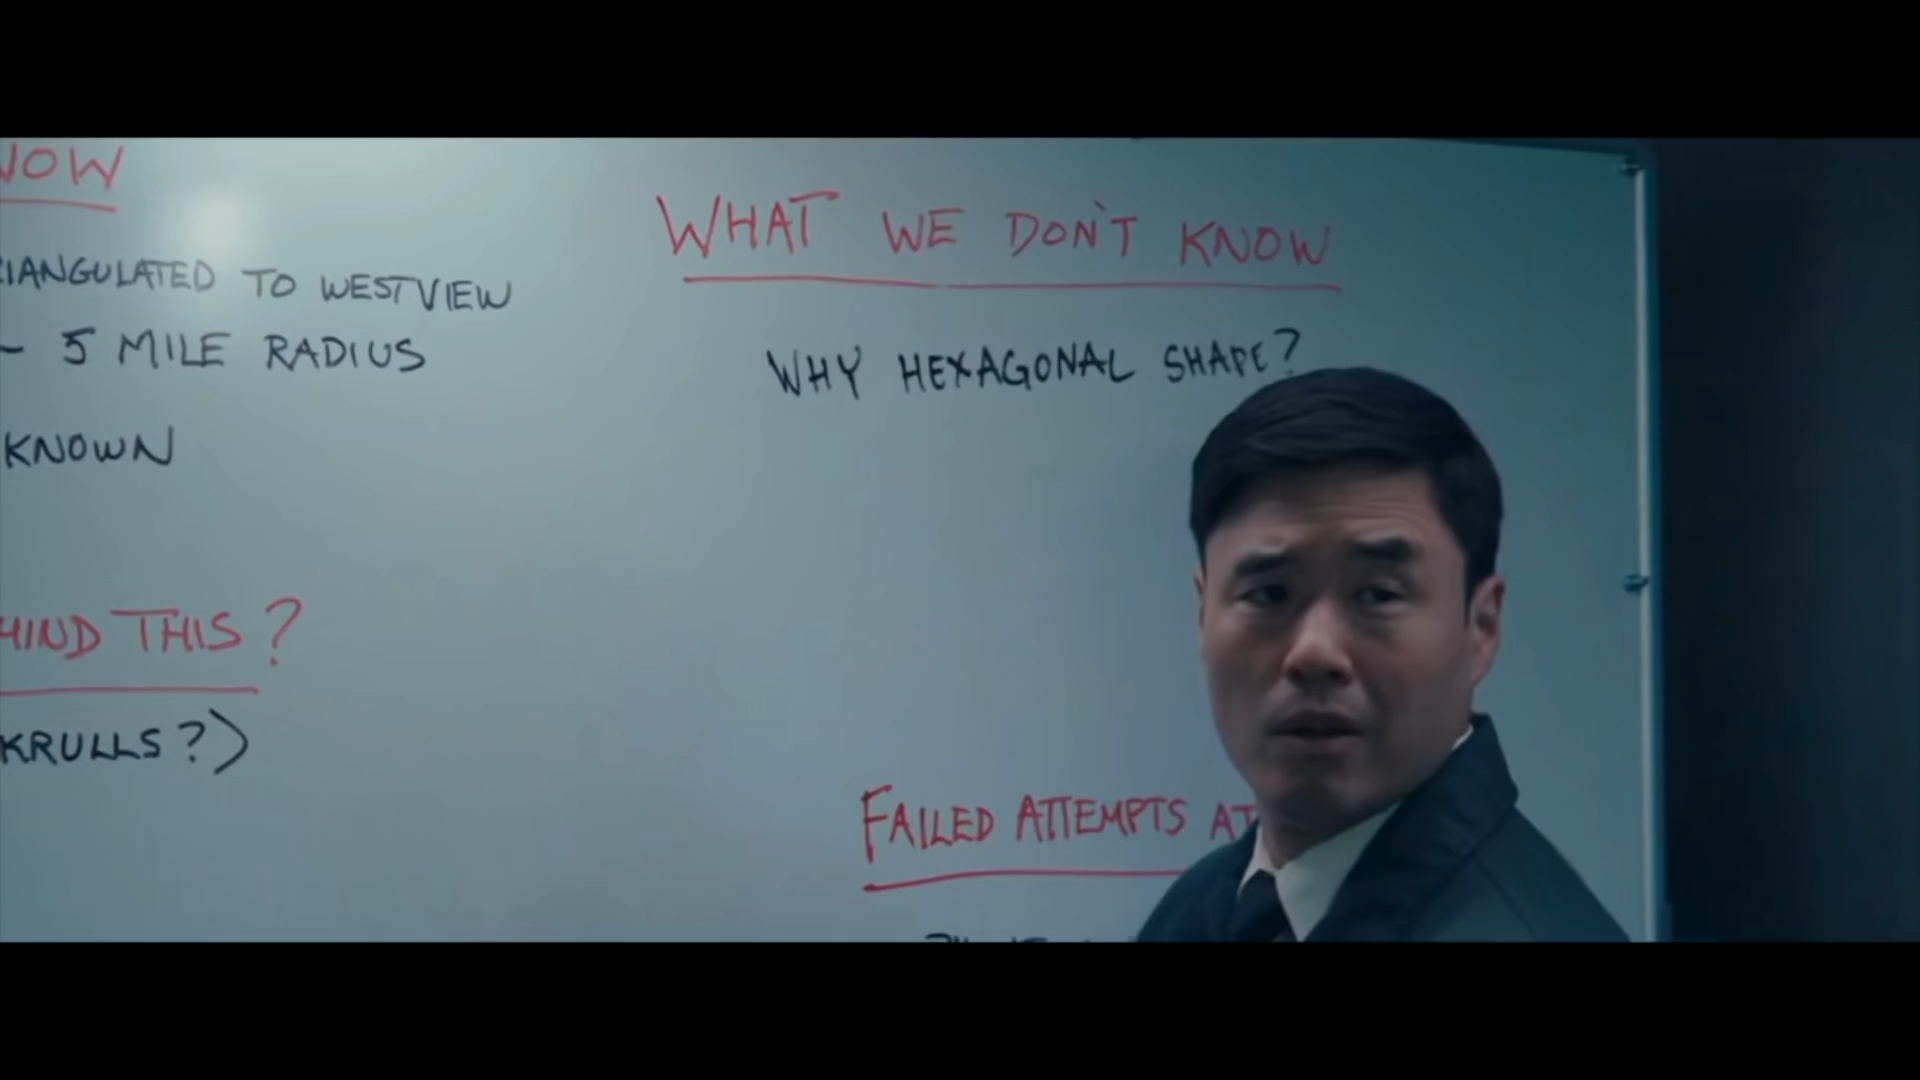 NOW
IANGULATED TO WESTVIEW
- 5 MILE RADIUS
KNOWN
HIND THIS?
KRULLS?)
WHAT WE DON'T KNOW
WHY HEXAGONAL SHAPE?
FAILED ATTEMPTS AT